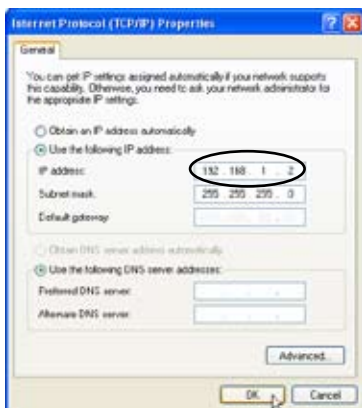 Internet Protocol (TCP/IP) Properties
General
You can get IP settings assigned automatically if your network supports
this capability. Otherwise, you need to ask your network administrator for
the appropriate IP settings.
Obtain an IP address automatically
Use the following IP address:
IP address: 192 . 168 . 1 . 2
Subnet mask: 255 . 255 . 255 . 0
Default gateway:
Obtain DNS server address automatically
Use the following DNS server addresses:
Preferred DNS server:
Alternate DNS server:
Advanced...
OK Cancel